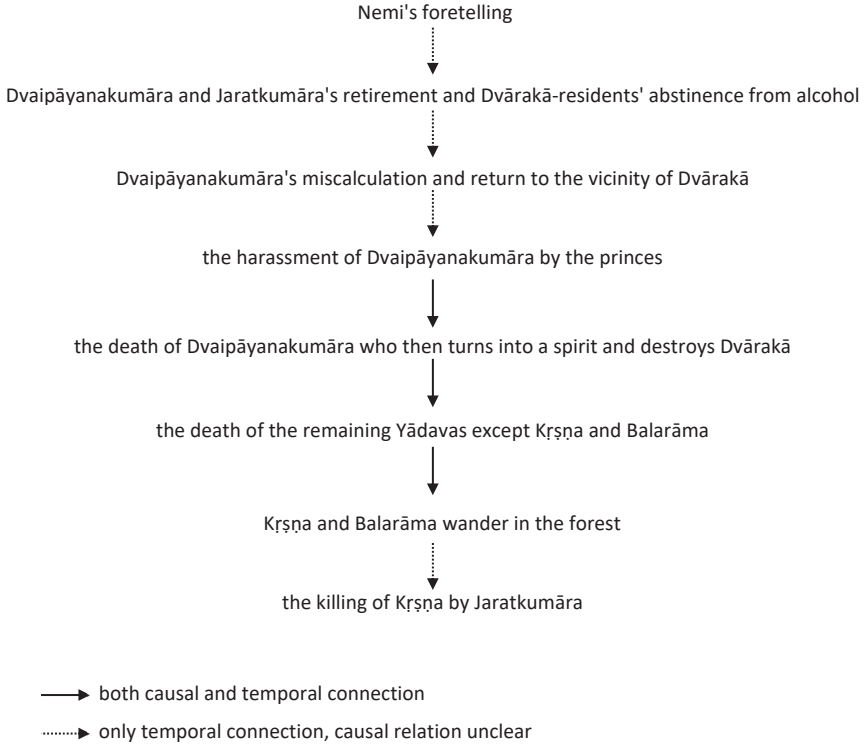 Nemi's foretelling
Dvaipāyanakumāra and Jaratkumāra's retirement and Dvārakā-residents' abstinence from alcohol
Dvaipāyanakumāra's miscalculation and return to the vicinity of Dvārakā
the harassment of Dvaipāyanakumāra by the princes
the death of Dvaipāyanakumāra who then turns into a spirit and destroys Dvārakā
the death of the remaining Yādavas except Kṛṣṇa and Balarāma
Kṛṣṇa and Balarāma wander in the forest
the killing of Kṛṣṇa by Jaratkumāra
both causal and temporal connection
only temporal connection, causal relation unclear